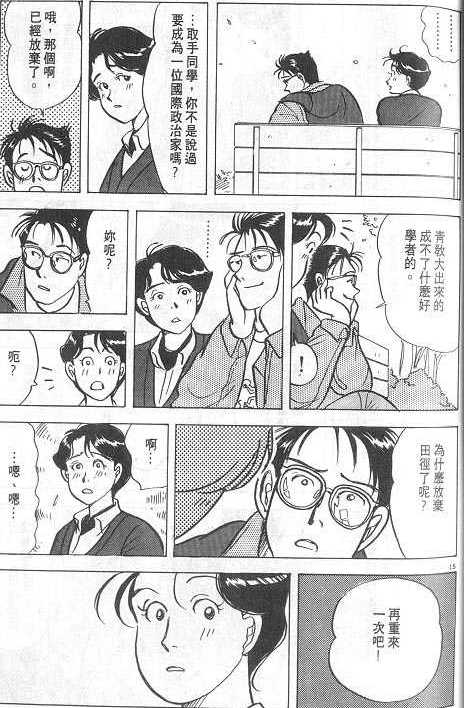 ………
…取手同學，你不是說過
要成為一位國際
政治家嗎？
哦，那個啊，
已經放棄了。
青教大出來的
成不了什麼好
學者的。
！
………
妳呢？
呃？
為什麼放棄
田徑了呢？
啊…
…
…嗯、嗯…
15
再重來
一次吧！